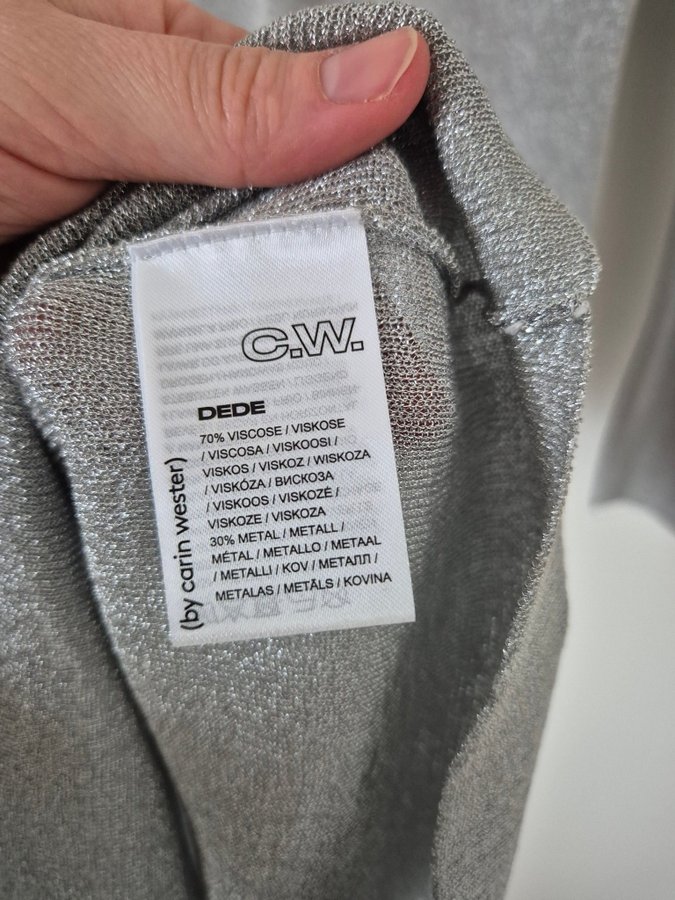 C.W.
DEDE
70% VISCOSE / VISKOSE
/ VISCOSA / VISKOOSI /
VISKOS / VISKOZ / WISKOZA
/ VISKÓZA / ВИСКОЗА
/ VISKOOS / VISKOZĖ /
VISKOZE / VISKOZA
30% METAL / METALL /
MÉTAL / METALLO / METAAL
/ METALLI / KOV / МЕТАЛЛ /
METALAS / METĀLS / KOVINA
(by carin wester)